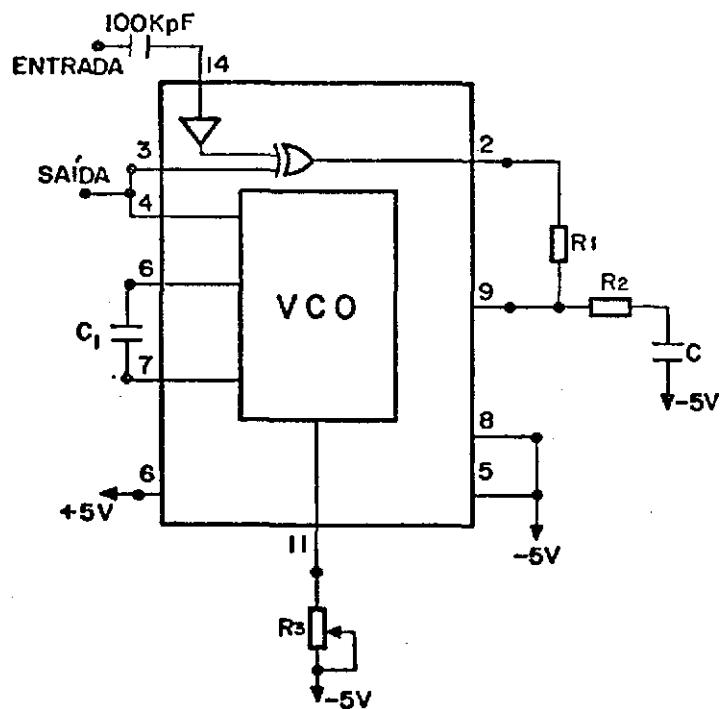 100KpF
ENTRADA
14
3
2
SAÍDA
4
R1
6
9
R2
VCO
C1
C
7
-5V
8
6
5
+5V
-5V
11
R3
-5V